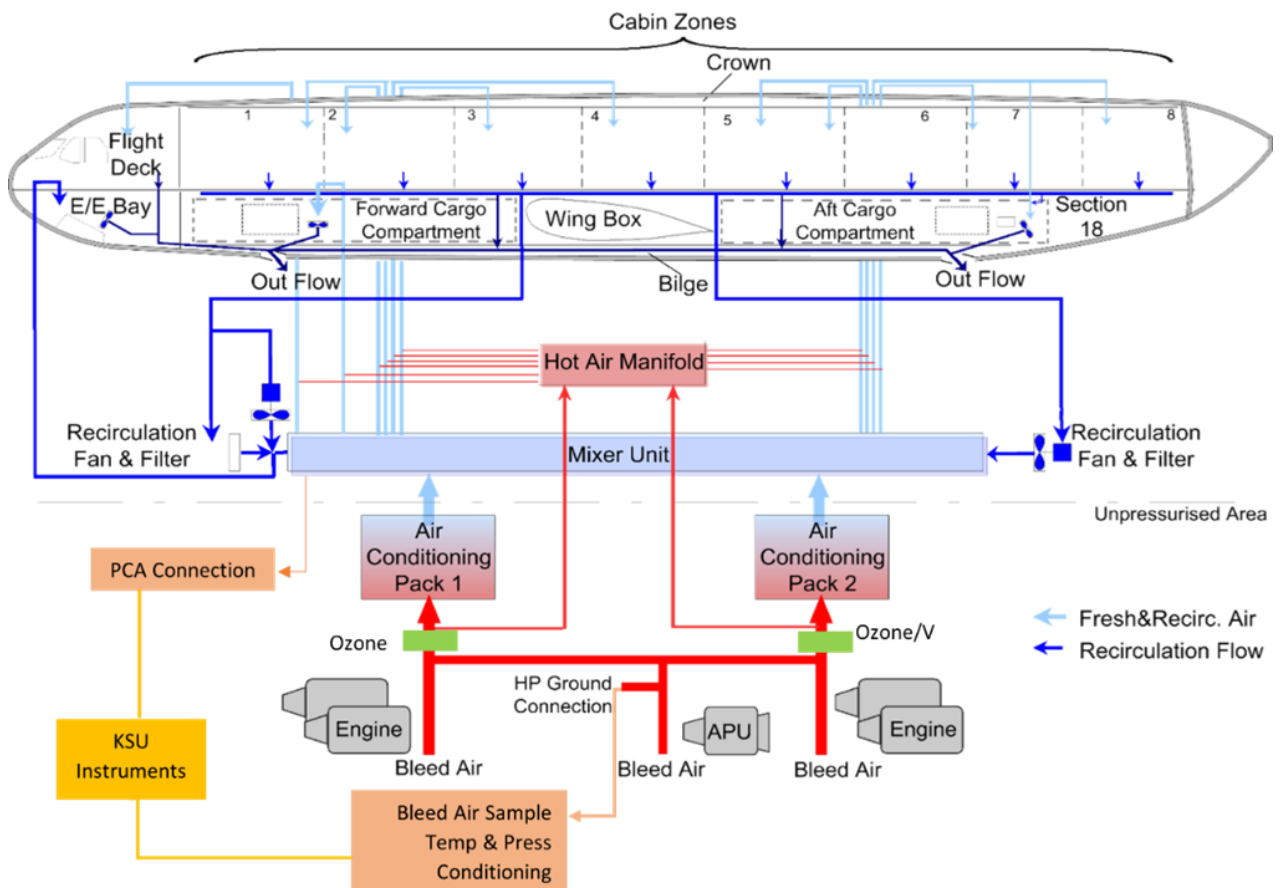 Cabin Zones
Crown
1
2
3
4
5
6
7
8
Flight
Deck
E/E Bay
Forward Cargo
Compartment
Wing Box
Aft Cargo
Compartment
Section
18
Out Flow
Bilge
Out Flow
Hot Air Manifold
Recirculation
Fan & Filter
Mixer Unit
Recirculation
Fan & Filter
Unpressurised Area
PCA Connection
Air
Conditioning
Pack 1
Air
Conditioning
Pack 2
Fresh&Recirc. Air
Recirculation Flow
Ozone
Ozone/V
HP Ground
Connection
Engine
APU
Engine
KSU
Instruments
Bleed Air
Bleed Air
Bleed Air
Bleed Air Sample
Temp & Press
Conditioning